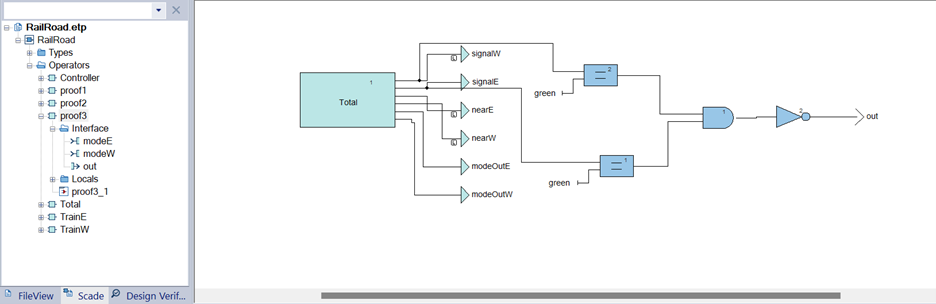 RailRoad.etp
RailRoad
Types
Operators
Controller
proof1
proof2
proof3
Interface
modeE
modeW
out
Locals
proof3_1
Total
TrainE
TrainW
FileView
Scade
Design Verif...
1
Total
L
signalW
signalE
L
nearE
L
nearW
modeOutE
modeOutW
2
green
1
green
1
2
out